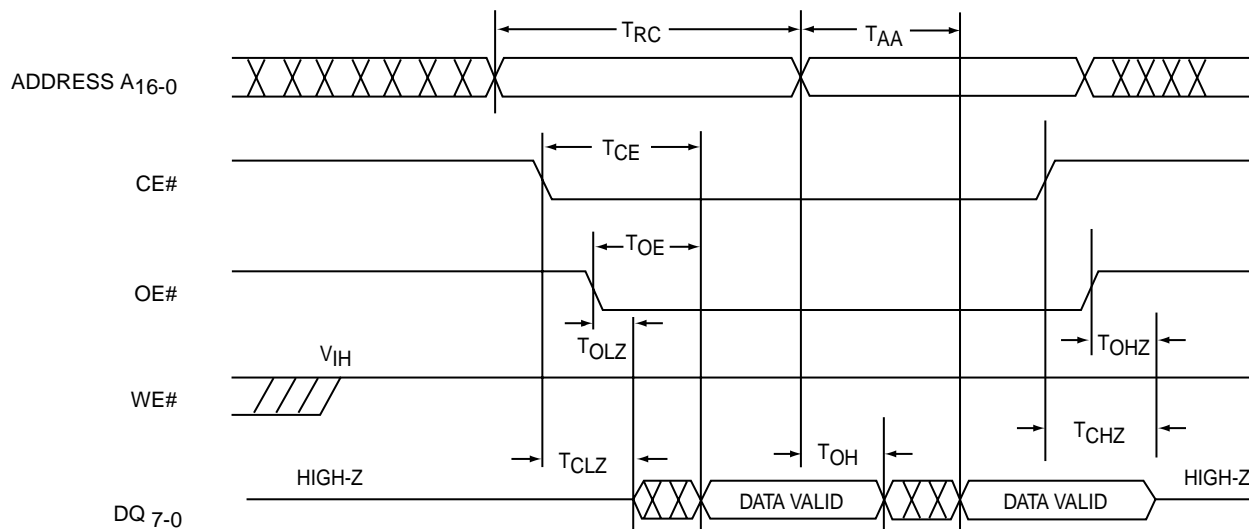 TRC
TAA
ADDRESS A16-0
TCE
CE#
TOE
OE#
TOLZ
TOHZ
VIH
WE#
TCLZ
TOH
TCHZ
HIGH-Z
HIGH-Z
DATA VALID
DATA VALID
DQ 7-0